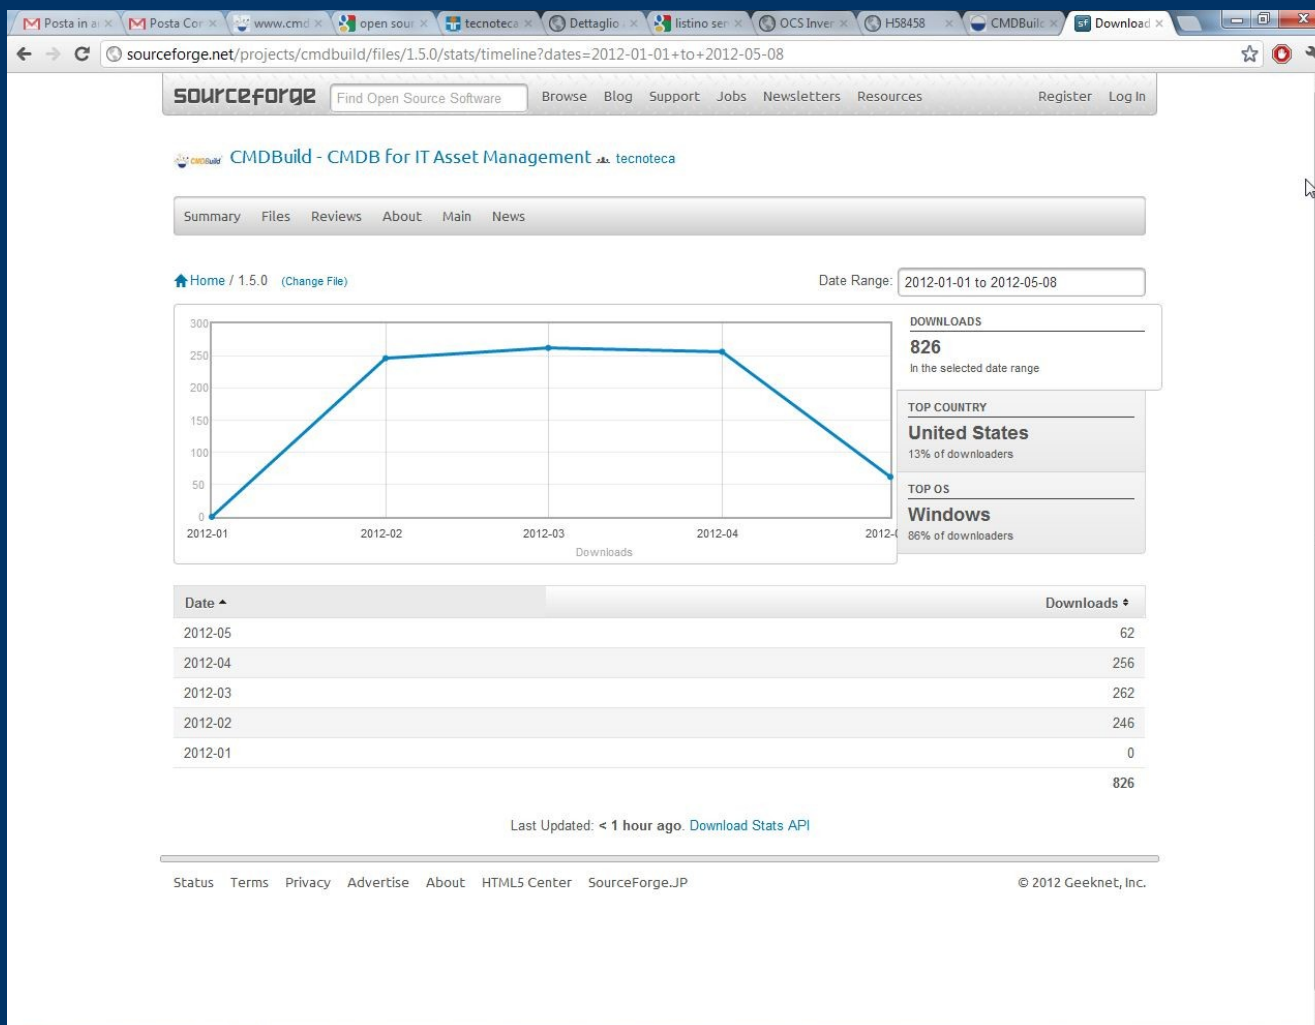 Posta in a
Posta Cor
www.cmd
open sour
tecnoteca
Dettaglio
listino ser
OCS Inver
H58458
CMDBuilc
Download
sourceforge.net/projects/cmdbuild/files/1.5.0/stats/timeline?dates=2012-01-01+to+2012-05-08
sourceforge Find Open Source Software Browse Blog Support Jobs Newsletters Resources Register Log In
CMDBuild CMDBuild - CMDB for IT Asset Management tecnoteca
Summary Files Reviews About Main News
Home / 1.5.0 (Change File) Date Range: 2012-01-01 to 2012-05-08
300
250
200
150
100
50
0
2012-01 2012-02 2012-03 2012-04 2012-0
Downloads
DOWNLOADS
826
In the selected date range
TOP COUNTRY
United States
13% of downloaders
TOP OS
Windows
86% of downloaders
Date Downloads
2012-05 62
2012-04 256
2012-03 262
2012-02 246
2012-01 0
826
Last Updated: < 1 hour ago. Download Stats API
Status Terms Privacy Advertise About HTML5 Center SourceForge.JP © 2012 Geeknet, Inc.